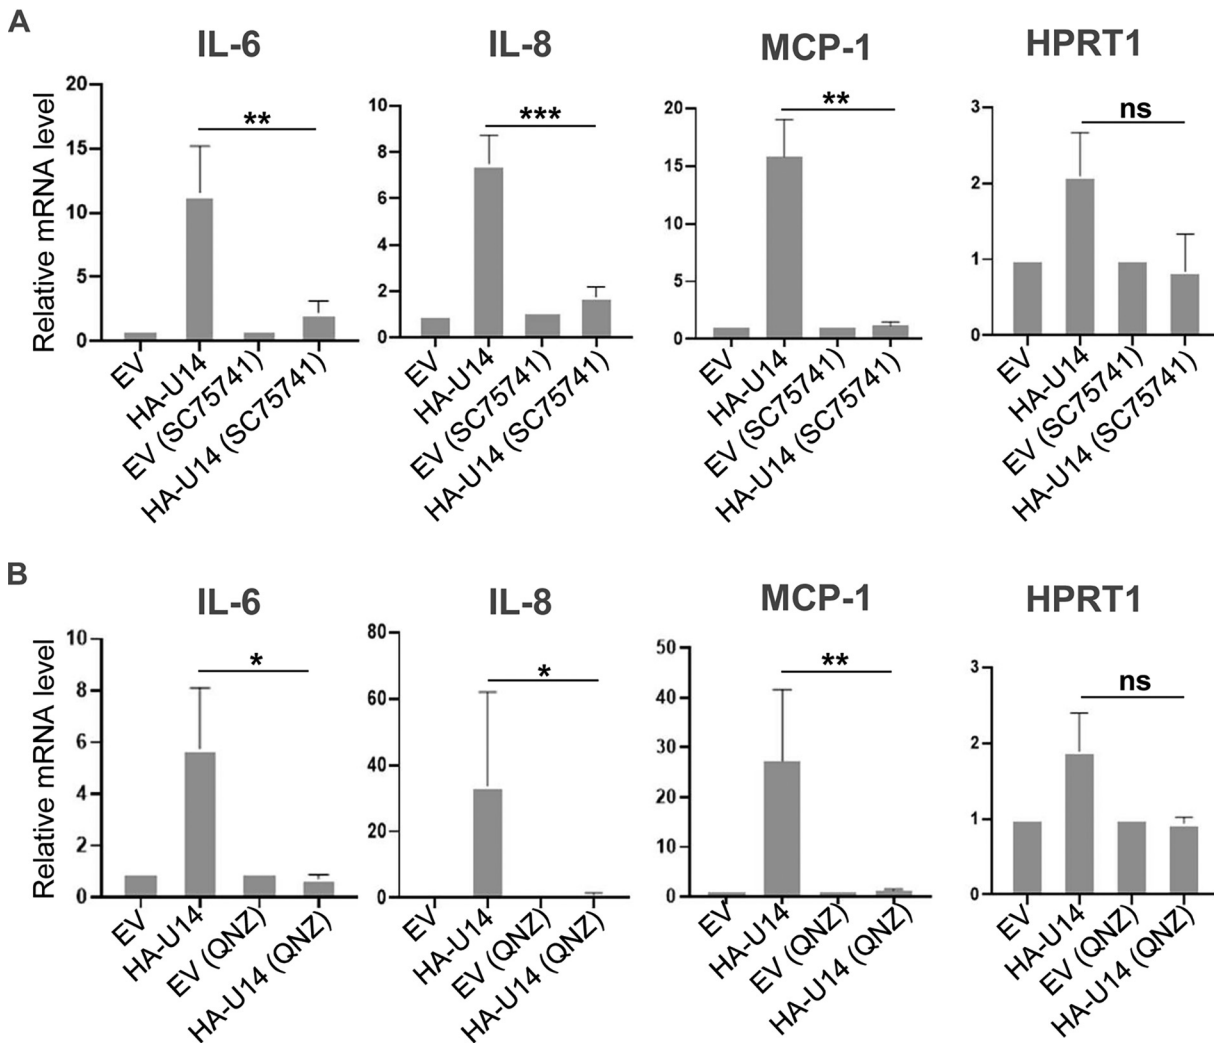 A
IL-6
IL-8
MCP-1
HPRT1
Relative mRNA level
20
15
10
5
0
**
EV
HA-U14
EV (SC75741)
HA-U14 (SC75741)
10
8
6
4
2
0
***
EV
HA-U14
EV (SC75741)
HA-U14 (SC75741)
20
15
10
5
0
**
EV
HA-U14
EV (SC75741)
HA-U14 (SC75741)
3
2
1
0
ns
EV
HA-U14
EV (SC75741)
HA-U14 (SC75741)
B
IL-6
IL-8
MCP-1
HPRT1
Relative mRNA level
10
8
6
4
2
0
*
EV
HA-U14
EV (QNZ)
HA-U14 (QNZ)
80
60
40
20
0
*
EV
HA-U14
EV (QNZ)
HA-U14 (QNZ)
50
40
30
20
10
0
**
EV
HA-U14
EV (QNZ)
HA-U14 (QNZ)
3
2
1
0
ns
EV
HA-U14
EV (QNZ)
HA-U14 (QNZ)